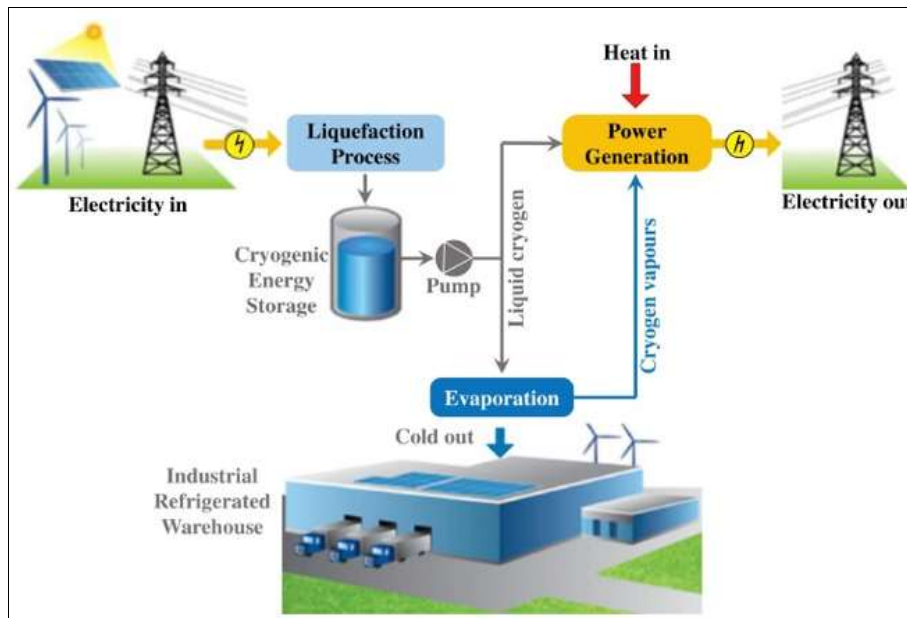 Heat in
Liquefaction
Process
Power
Generation
Electricity in
Electricity out
Cryogenic
Energy
Storage
Pump
Liquid cryogen
Cryogen vapours
Evaporation
Cold out
Industrial
Refrigerated
Warehouse